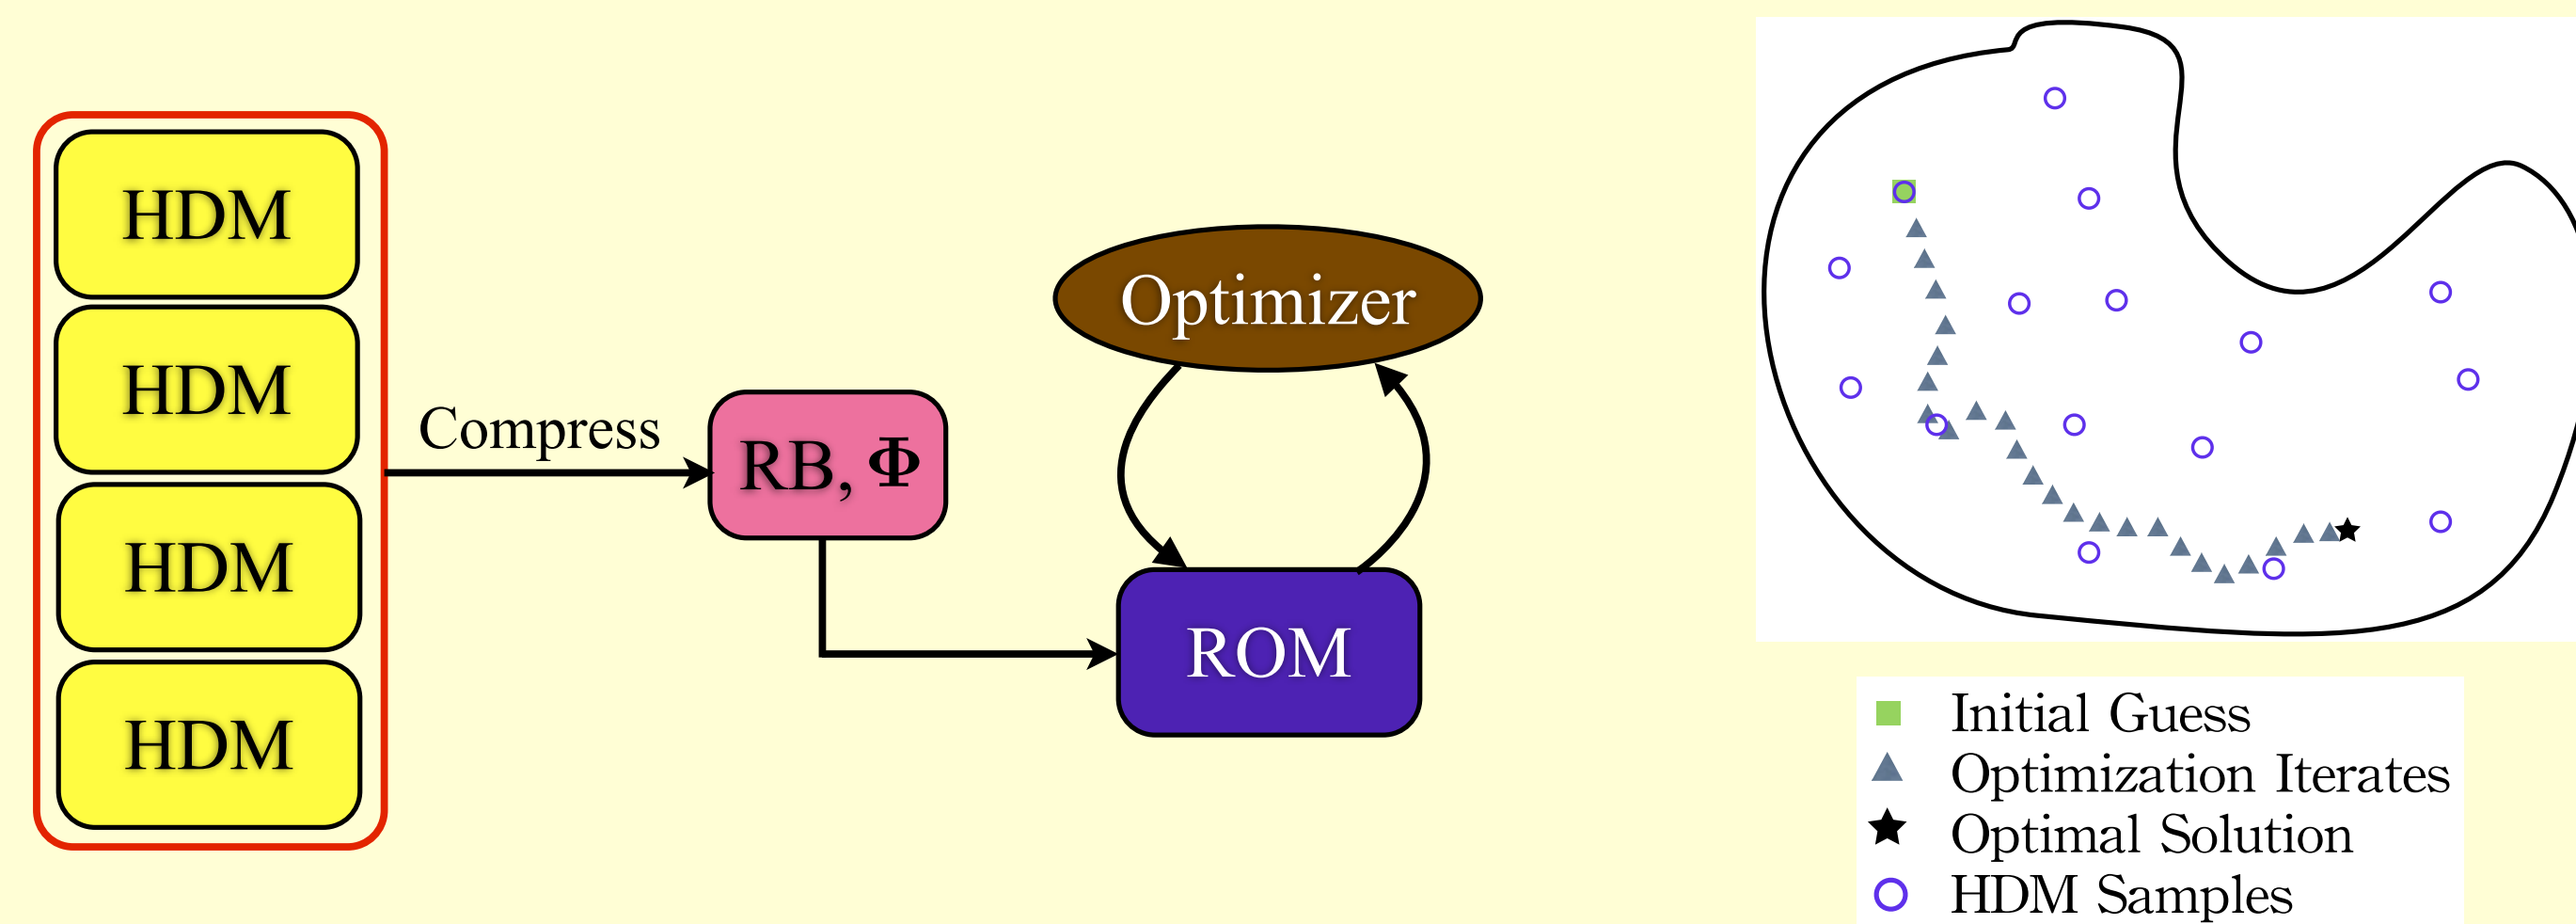 HDM
HDM
HDM
HDM
Compress
RB, Φ
Optimizer
ROM
Initial Guess
Optimization Iterates
Optimal Solution
HDM Samples